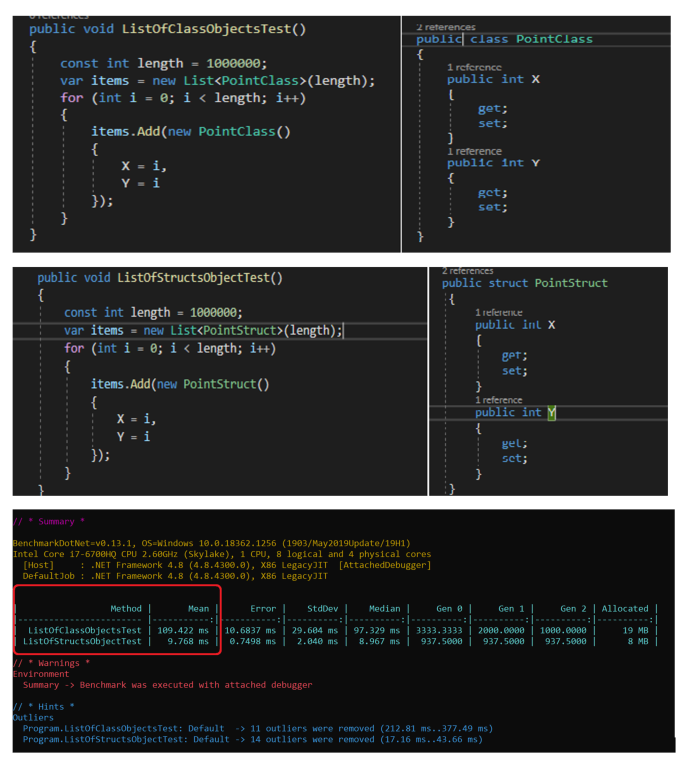 0 references
public void ListOfClassObjectsTest()
{
const int length = 1000000;
var items = new List<PointClass>(length);
for (int i = 0; i < length; i++)
{
items.Add(new PointClass()
{
X = i,
Y = i
});
}
}
2 references
public class PointClass
{
1 reference
public int X
{
get;
set;
}
1 reference
public int Y
{
get;
set;
}
}
public void ListOfStructsObjectTest()
{
const int length = 1000000;
var items = new List<PointStruct>(length);
for (int i = 0; i < length; i++)
{
items.Add(new PointStruct()
{
X = i,
Y = i
});
}
}
2 references
public struct PointStruct
{
1 reference
public int X
{
get;
set;
}
1 reference
public int Y
{
get;
set;
}
}
// * Summary *
BenchmarkDotNet=v0.13.1, OS=Windows 10.0.18362.1256 (1903/May2019Update/19H1)
Intel Core i7-6700HQ CPU 2.60GHz (Skylake), 1 CPU, 8 logical and 4 physical cores
[Host]     : .NET Framework 4.8 (4.8.4300.0), X86 LegacyJIT  [AttachedDebugger]
DefaultJob : .NET Framework 4.8 (4.8.4300.0), X86 LegacyJIT
| Method | Mean | Error | StdDev | Median | Gen 0 | Gen 1 | Gen 2 | Allocated |
|------------------------ |-----------:|-----------:|----------:|----------:|----------:|----------:|----------:|----------:|
| ListOfClassObjectsTest | 109.422 ms | 10.6837 ms | 29.604 ms | 97.329 ms | 3333.3333 | 2000.0000 | 1000.0000 | 19 MB |
| ListOfStructsObjectTest | 9.768 ms | 0.7498 ms | 2.040 ms | 8.967 ms | 937.5000 | 937.5000 | 937.5000 | 8 MB |
// * Warnings *
Environment
Summary -> Benchmark was executed with attached debugger
// * Hints *
Outliers
Program.ListOfClassObjectsTest: Default  -> 11 outliers were removed (212.81 ms..377.49 ms)
Program.ListOfStructsObjectTest: Default -> 14 outliers were removed (17.16 ms..43.66 ms)